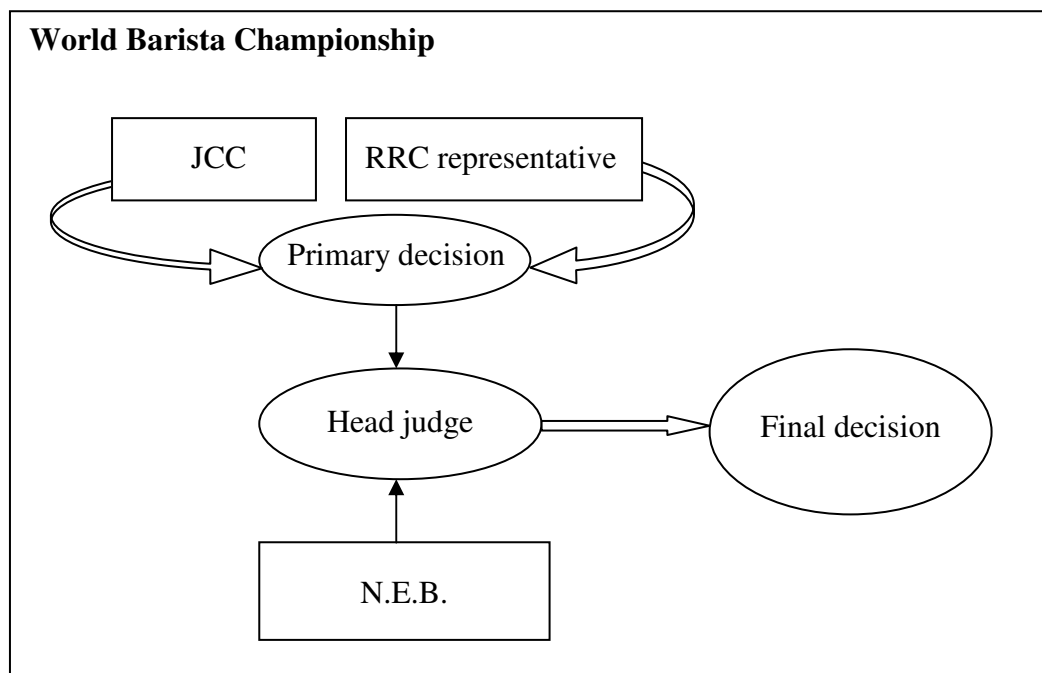 World Barista Championship
JCC
RRC representative
Primary decision
Head judge
Final decision
N.E.B.